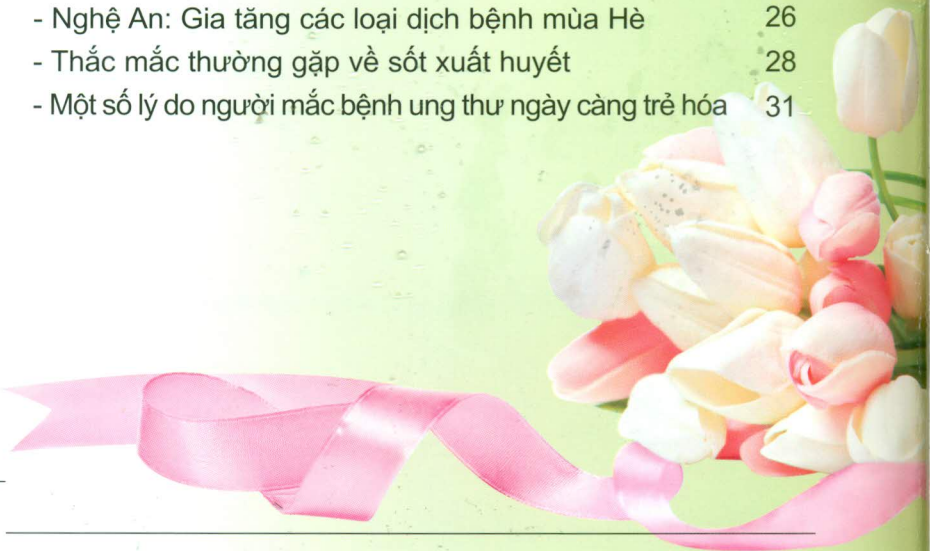 - Nghệ An: Gia tăng các loại dịch bệnh mùa Hè 26
- Thắc mắc thường gặp về sốt xuất huyết 28
- Một số lý do người mắc bệnh ung thư ngày càng trẻ hóa 31